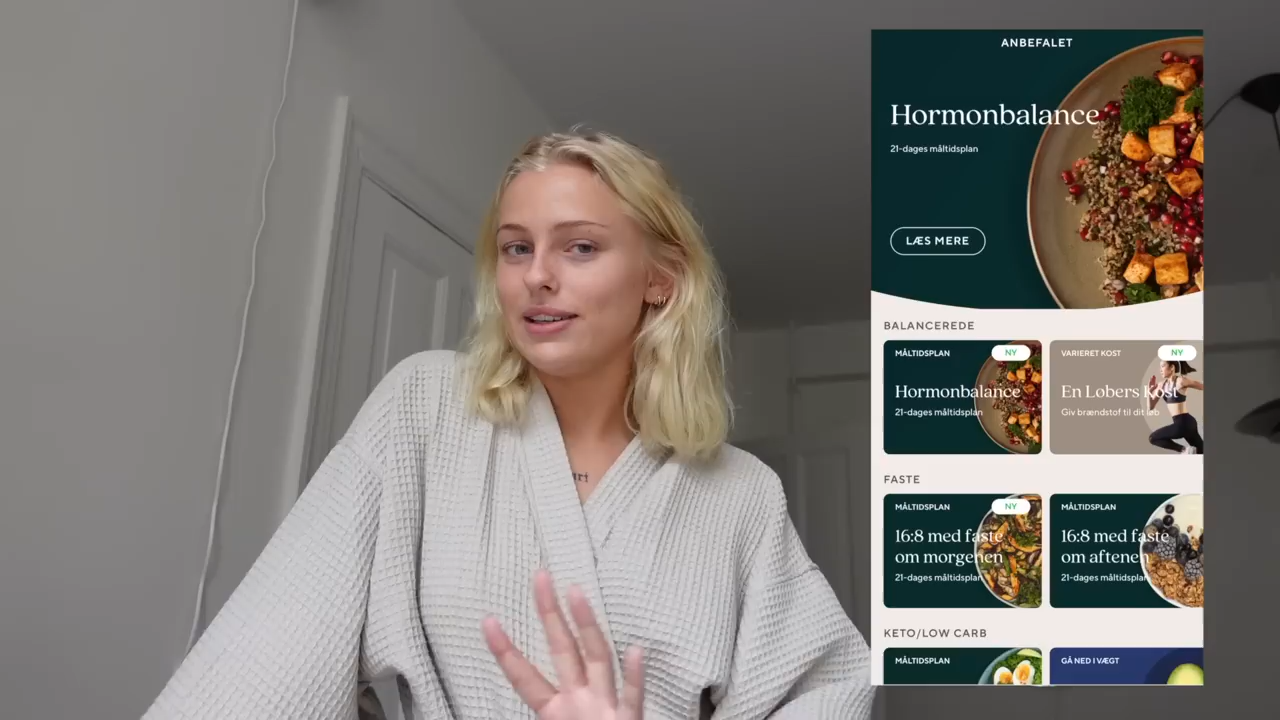 ANBEFALET
Hormonbalance
21-dages måltidsplan
LÆS MERE
BALANCEREDE
MÅLTIDSPLAN
NY
Hormonbalance
21-dages måltidsplan
VARIERET KOST
NY
En Løbers Kost
Giv brændstof til dit løb
FASTE
MÅLTIDSPLAN
NY
16:8 med faste
om morgenen
21-dages måltidsplan
MÅLTIDSPLAN
16:8 med faste
om aftenen
21-dages måltidsplan
KETO/LOW CARB
MÅLTIDSPLAN
GÅ NED I VÆGT